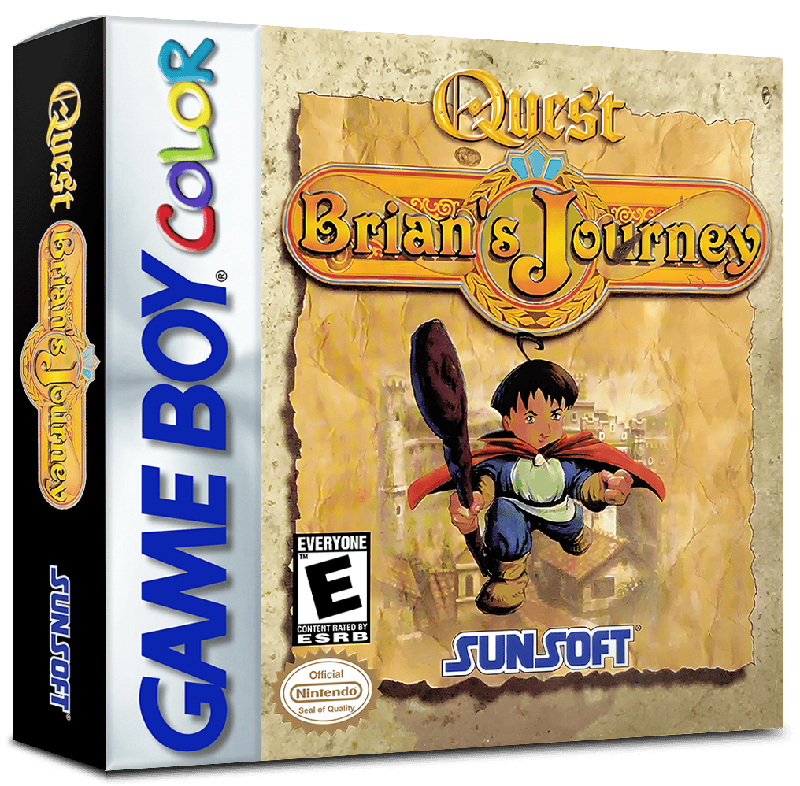 Quest
Brian's Journey
SUNSOFT®
GAME BOY COLOR
®
Quest
Brian's Journey
EVERYONE
™
E
CONTENT RATED BY
ESRB
SUNSOFT®
Official
Nintendo
Seal of Quality